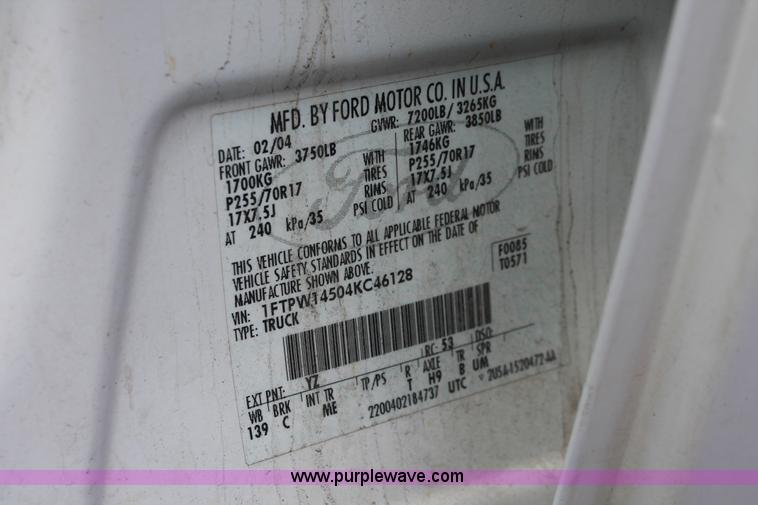 MFD. BY FORD MOTOR CO. IN U.S.A.
DATE: 02/04 GVWR: 7200LB/ 3265KG
FRONT GAWR: 3750LB REAR GAWR: 3850LB
1700KG WITH 1746KG WITH
P255/70R17 TIRES P255/70R17 TIRES
17X7.5J RIMS 17X7.5J RIMS
AT 240 kPa/35 PSI COLD AT 240 kPa/35 PSI COLD
THIS VEHICLE CONFORMS TO ALL APPLICABLE FEDERAL MOTOR
VEHICLE SAFETY STANDARDS IN EFFECT ON THE DATE OF
MANUFACTURE SHOWN ABOVE.
F0085
T0571
VIN: 1FTPW14504KC46128
TYPE: TRUCK
EXT PNT: YZ RC: 53 DSO:
WB BRK INT TR TP/PS R AXLE TR SPR
139 C ME T H9 B UM
2200402184737 UTC 2U5A-1520472-AA
Ford
www.purplewave.com